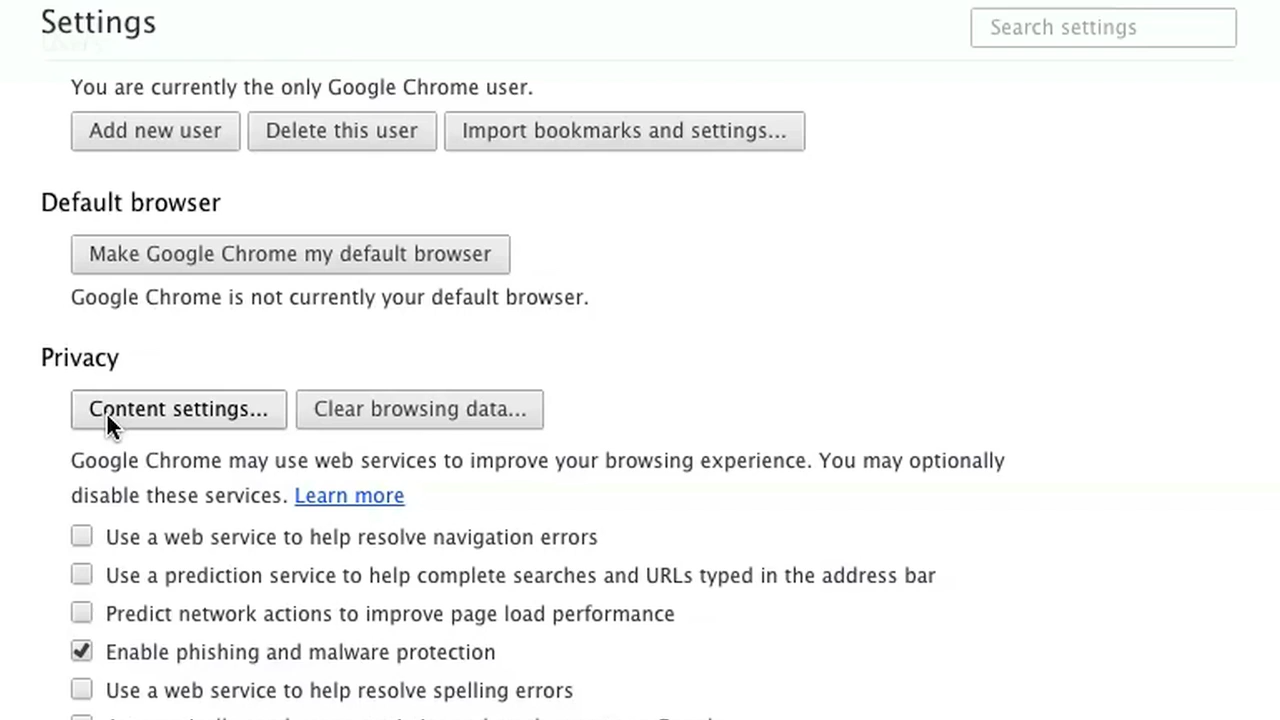 Settings
Search settings
You are currently the only Google Chrome user.
Add new user
Delete this user
Import bookmarks and settings...
Default browser
Make Google Chrome my default browser
Google Chrome is not currently your default browser.
Privacy
Content settings...
Clear browsing data...
Google Chrome may use web services to improve your browsing experience. You may optionally
disable these services. Learn more
Use a web service to help resolve navigation errors
Use a prediction service to help complete searches and URLs typed in the address bar
Predict network actions to improve page load performance
Enable phishing and malware protection
Use a web service to help resolve spelling errors